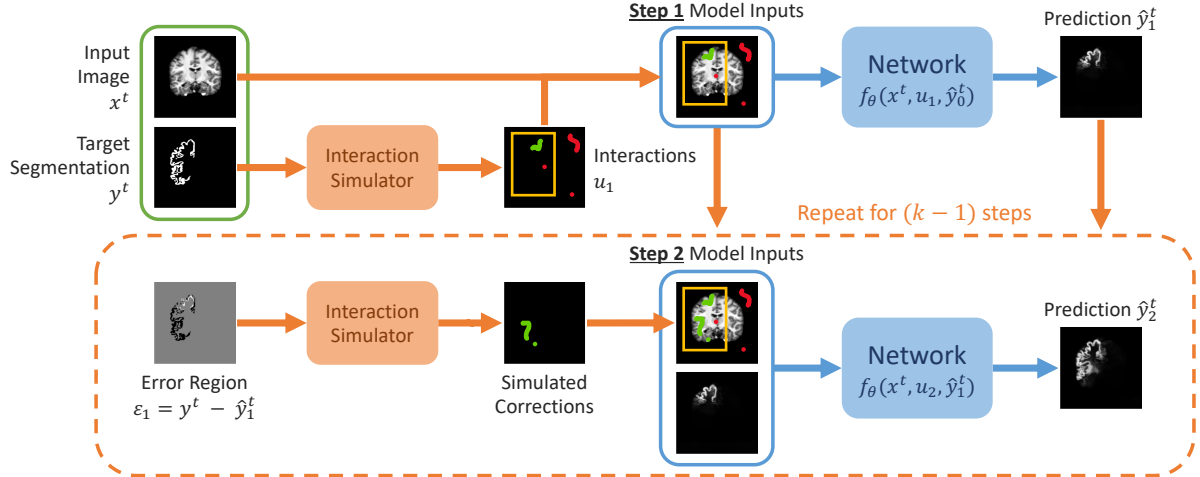 Step 1 Model Inputs
Prediction ŷ₁ᵗ
Input
Image
xᵗ
Network
f_θ(xᵗ, u₁, ŷ₀ᵗ)
Target
Segmentation
yᵗ
Interaction
Simulator
Interactions
u₁
Repeat for (k − 1) steps
Step 2 Model Inputs
Prediction ŷ₂ᵗ
Interaction
Simulator
Network
f_θ(xᵗ, u₂, ŷ₁ᵗ)
Error Region
ε₁ = yᵗ − ŷ₁ᵗ
Simulated
Corrections